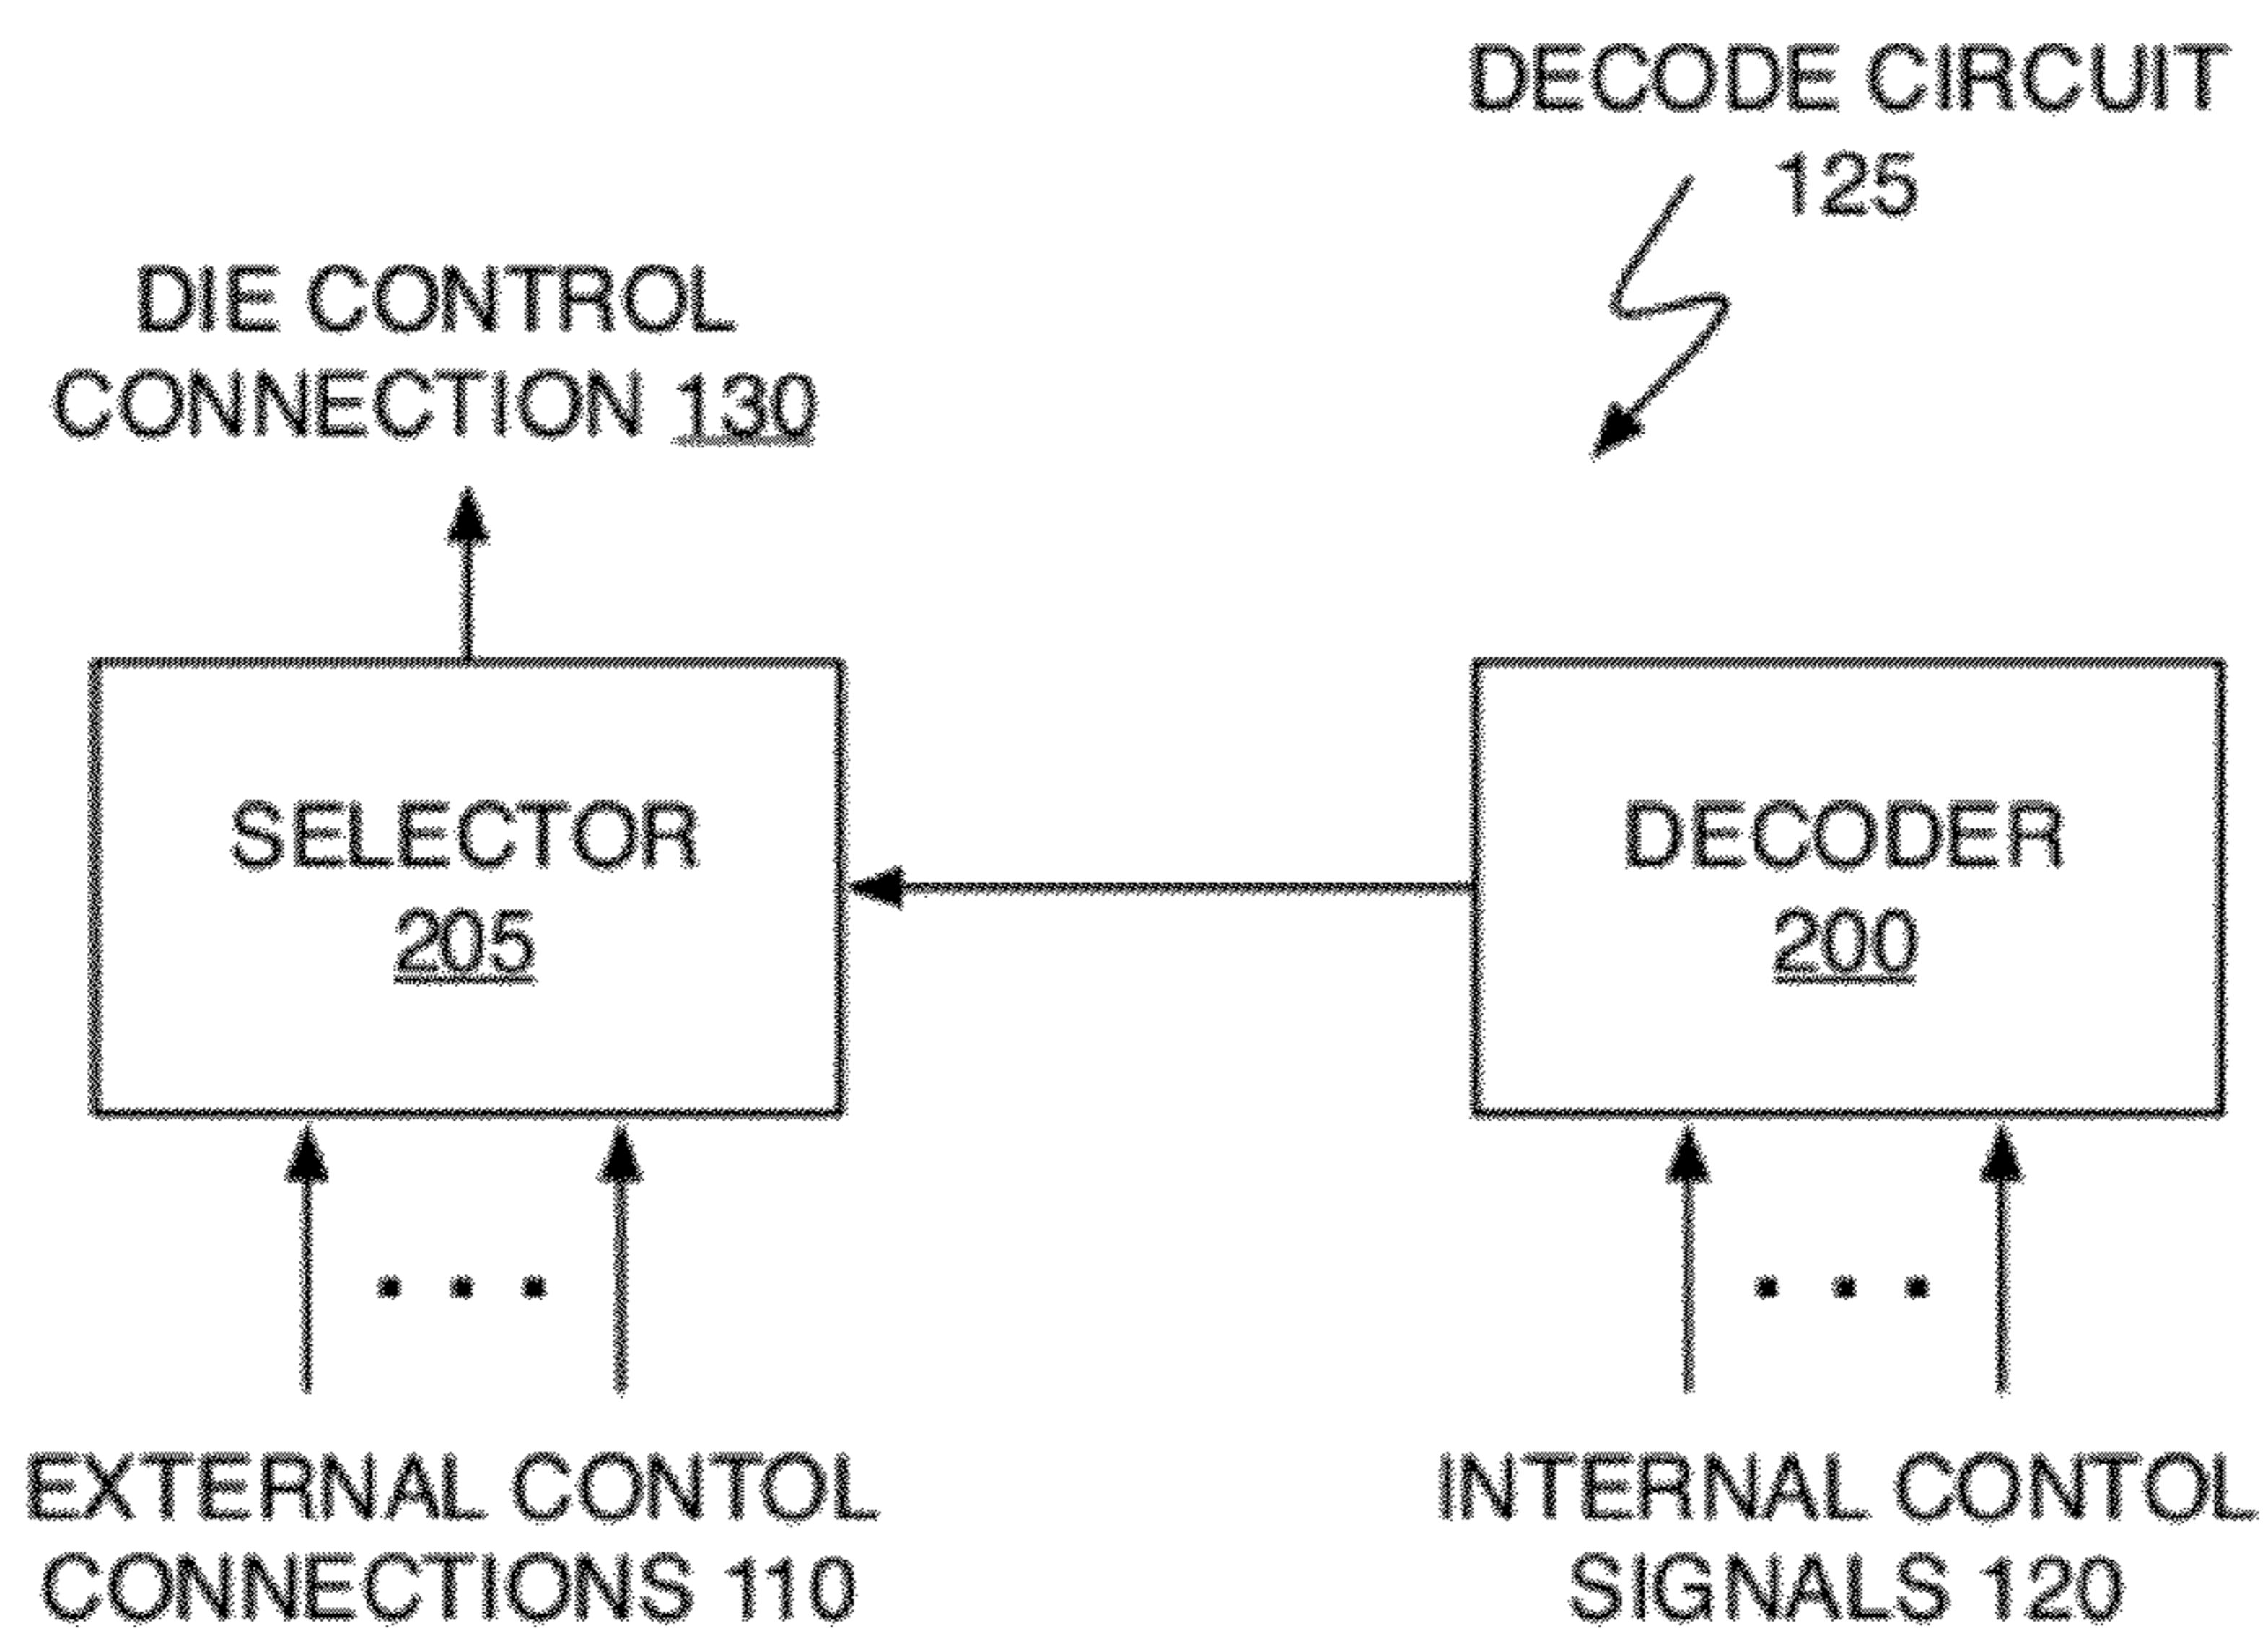 DECODE CIRCUIT
125
DIE CONTROL
CONNECTION 130
SELECTOR
205
DECODER
200
EXTERNAL CONTOL
CONNECTIONS 110
INTERNAL CONTOL
SIGNALS 120